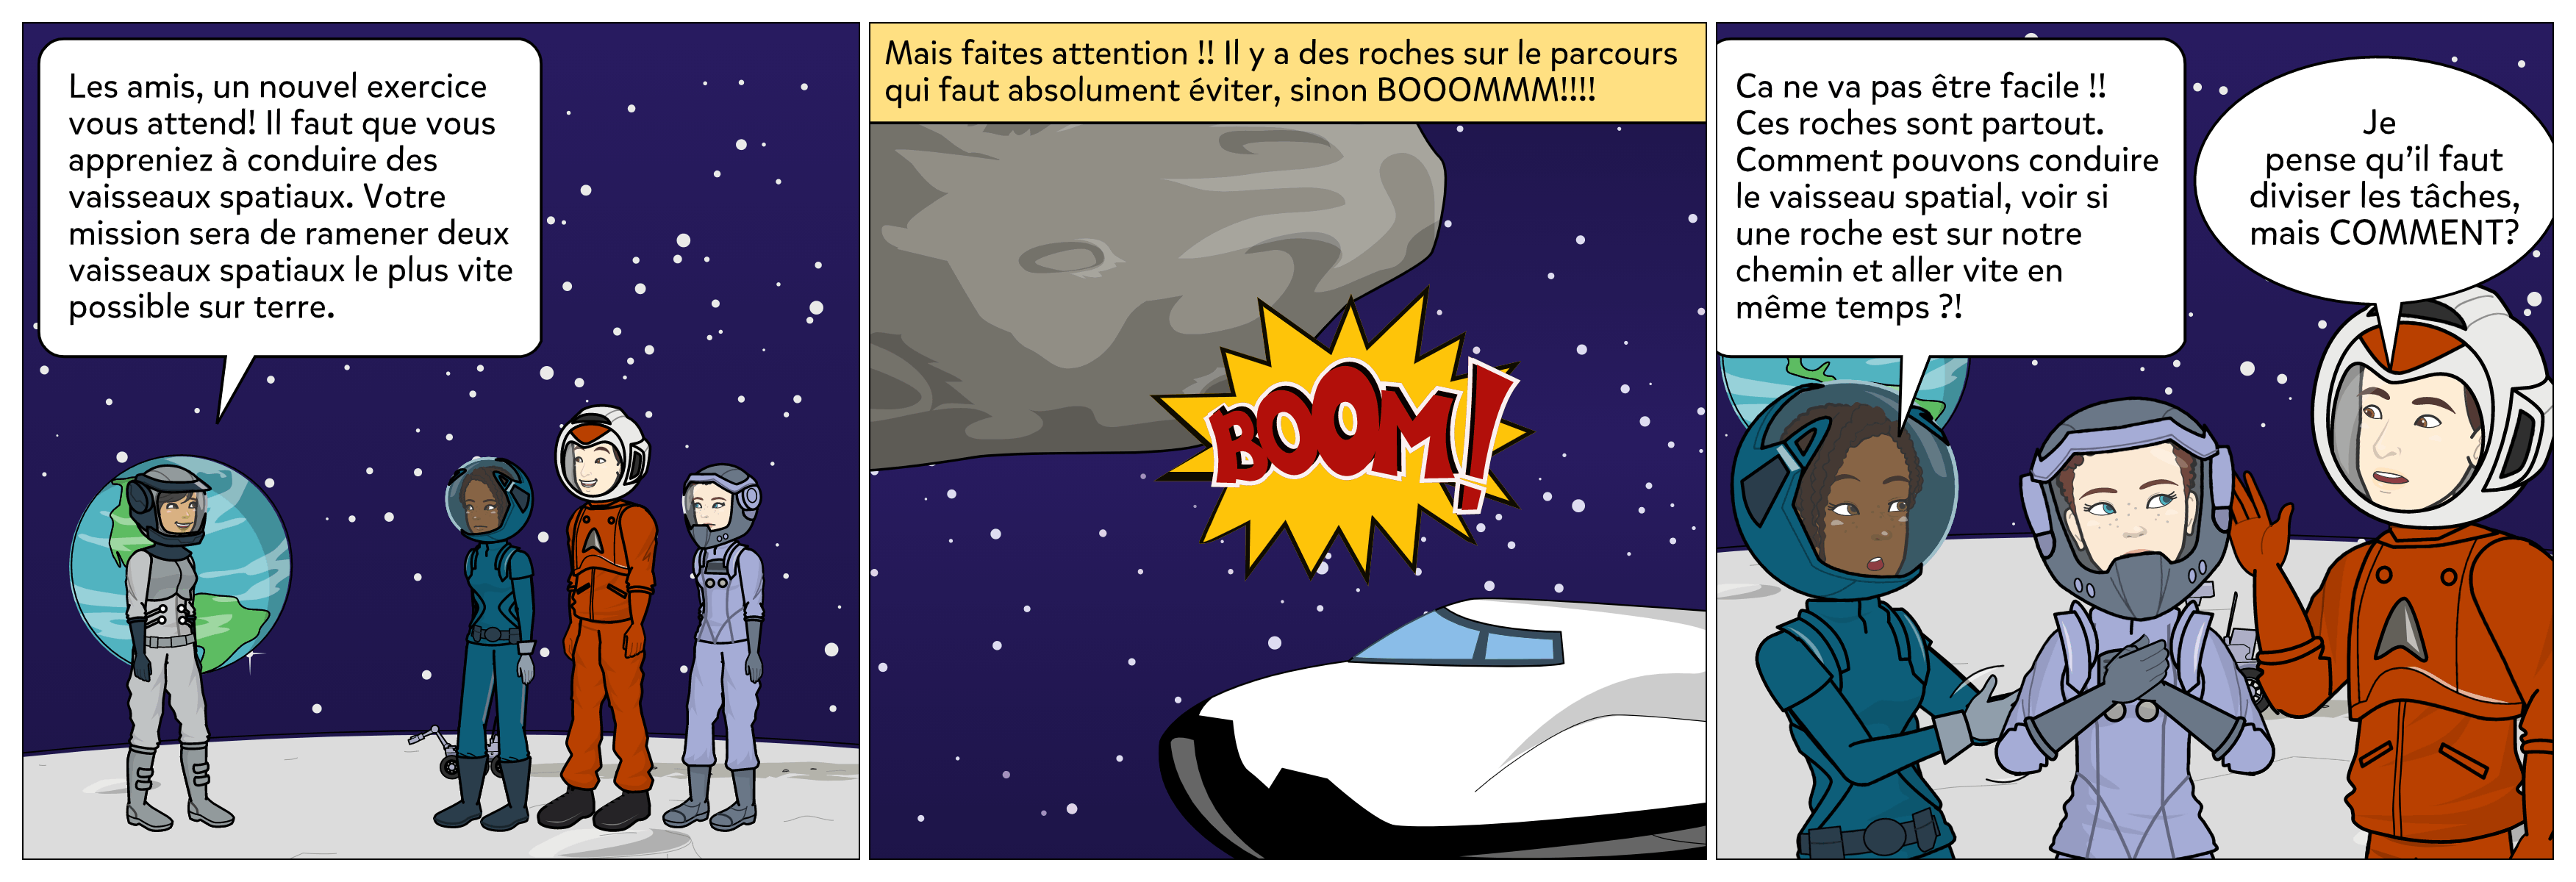 Les amis, un nouvel exercice
vous attend! Il faut que vous
appreniez à conduire des
vaisseaux spatiaux. Votre
mission sera de ramener deux
vaisseaux spatiaux le plus vite
possible sur terre.
Mais faites attention !! Il y a des roches sur le parcours
qui faut absolument éviter, sinon BOOOMMM!!!!
BOOM!
Ca ne va pas être facile !!
Ces roches sont partout.
Comment pouvons conduire
le vaisseau spatial, voir si
une roche est sur notre
chemin et aller vite en
même temps ?!
Je
pense qu'il faut
diviser les tâches,
mais COMMENT?